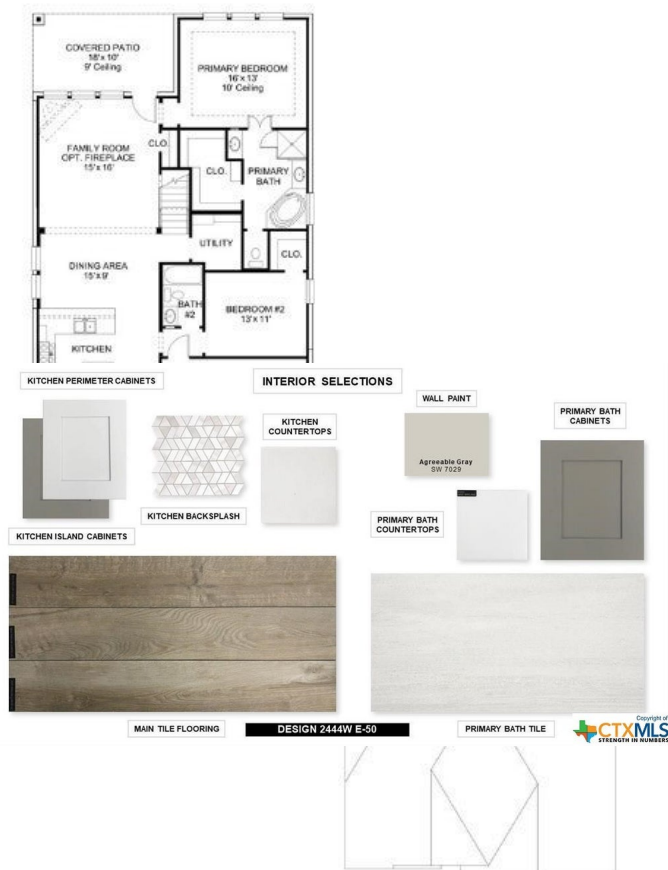 COVERED PATIO
18'x 10'
9' Ceiling
PRIMARY BEDROOM
16'x 13'
10' Ceiling
FAMILY ROOM
OPT. FIREPLACE
15'x 16'
CLO.
CLO.
PRIMARY
BATH
UTILITY
CLO.
DINING AREA
15'x 9'
BATH
#2
BEDROOM #2
13'x 11'
KITCHEN
KITCHEN PERIMETER CABINETS
INTERIOR SELECTIONS
WALL PAINT
KITCHEN
COUNTERTOPS
PRIMARY BATH
CABINETS
Agreeable Gray
SW 7029
KITCHEN BACKSPLASH
PRIMARY BATH
COUNTERTOPS
KITCHEN ISLAND CABINETS
MAIN TILE FLOORING
DESIGN 2444W E-50
PRIMARY BATH TILE
Copyright of
CTXMLS
STRENGTH IN NUMBERS